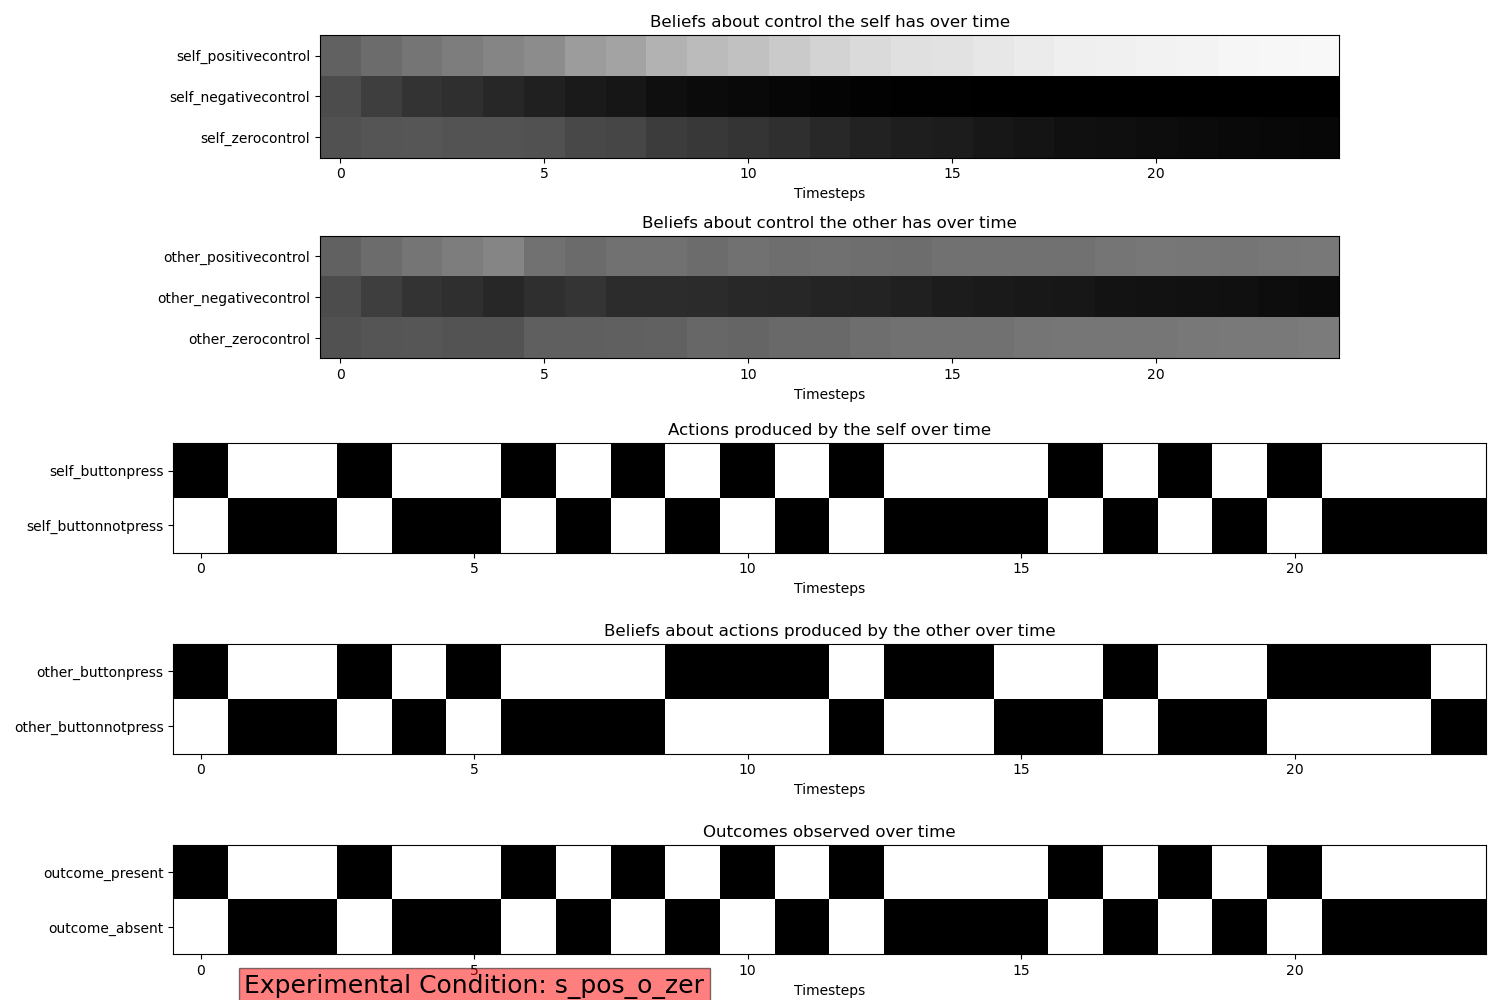 Beliefs about control the self has over time
self_positivecontrol
self_negativecontrol
self_zerocontrol
0 5 10 15 20
Timesteps
Beliefs about control the other has over time
other_positivecontrol
other_negativecontrol
other_zerocontrol
0 5 10 15 20
Timesteps
Actions produced by the self over time
self_buttonpress
self_buttonnotpress
0 5 10 15 20
Timesteps
Beliefs about actions produced by the other over time
other_buttonpress
other_buttonnotpress
0 5 10 15 20
Timesteps
Outcomes observed over time
outcome_present
outcome_absent
0 5 10 15 20
Timesteps
Experimental Condition: s_pos_o_zer